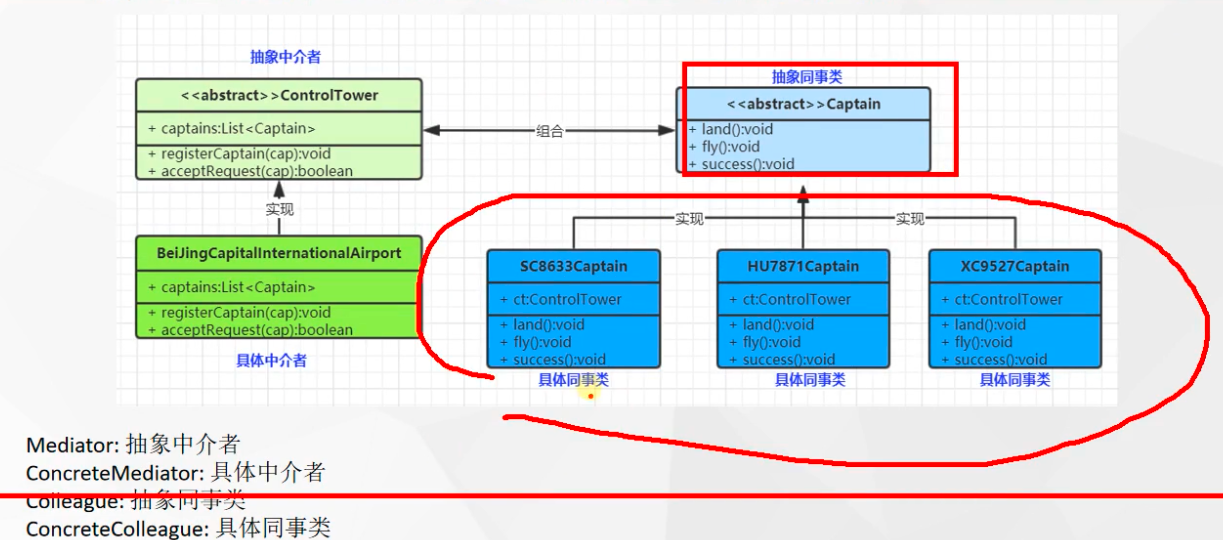 抽象中介者
<<abstract>>ControlTower
+ captains:List<Captain>
+ registerCaptain(cap):void
+ acceptRequest(cap):boolean
组合
抽象同事类
<<abstract>>Captain
+ land():void
+ fly():void
+ success():void
实现
BeiJingCapitalInternationalAirport
+ captains:List<Captain>
+ registerCaptain(cap):void
+ acceptRequest(cap):boolean
具体中介者
实现
实现
SC8633Captain
+ ct:ControlTower
+ land():void
+ fly():void
+ success():void
具体同事类
HU7871Captain
+ ct:ControlTower
+ land():void
+ fly():void
+ success():void
具体同事类
XC9527Captain
+ ct:ControlTower
+ land():void
+ fly():void
+ success():void
具体同事类
Mediator: 抽象中介者
ConcreteMediator: 具体中介者
Colleague: 抽象同事类
ConcreteColleague: 具体同事类